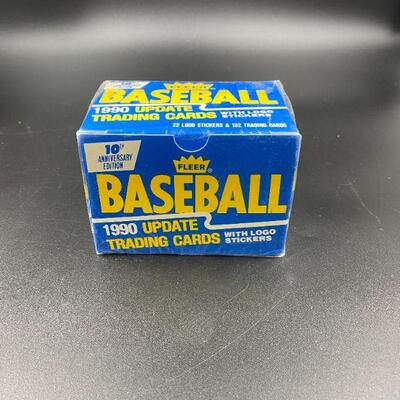 BASEBALL
1990 UPDATE
TRADING CARDS
WITH LOGO
STICKERS
22 LOGO STICKERS & 132 TRADING CARDS
10TH
ANNIVERSARY
EDITION
FLEER
BASEBALL
1990 UPDATE
TRADING CARDS
WITH LOGO
STICKERS